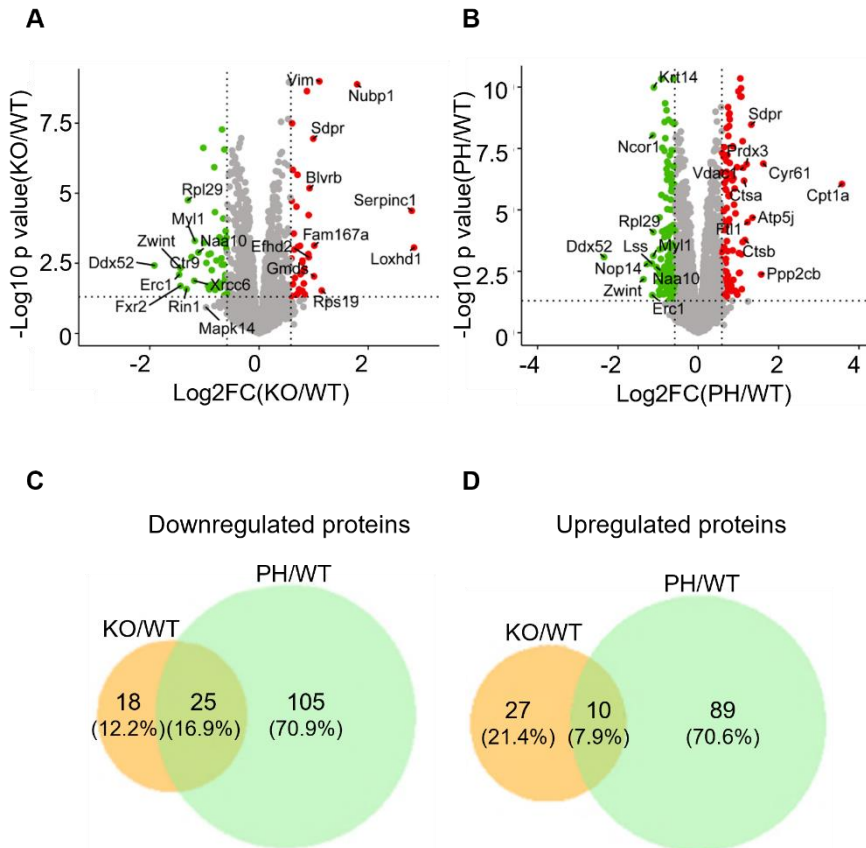 A
-Log10 p value(KO/WT)
7.5
5
2.5
0
-2
0
2
Log2FC(KO/WT)
Vim
Nubp1
Sdpr
Rpl29
Blvrb
Serpinc1
Myl1
Zwint
Naa10
Efhd2
Fam167a
Ctr9
Ddx52
Gmds
Loxhd1
Erc1
Xrcc6
Fxr2
Rin1
Rps19
Mapk14
B
-Log10 p value(PH/WT)
10
7.5
5
2.5
0
-4
-2
0
2
4
Log2FC(PH/WT)
Krt14
Sdpr
Ncor1
Prdx3
Vdac1
Cyr61
Ctsa
Cpt1a
Rpl29
Atp5j
Ftl1
Ddx52
Lss
Myl1
Ctsb
Nop14
Naa10
Ppp2cb
Zwint
Erc1
C
Downregulated proteins
PH/WT
KO/WT
18
(12.2%)
25
(16.9%)
105
(70.9%)
D
Upregulated proteins
PH/WT
KO/WT
27
(21.4%)
10
(7.9%)
89
(70.6%)